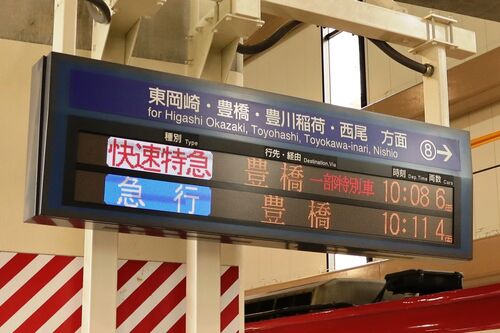 東岡崎・豊橋・豊川稲荷・西尾 方面
for Higashi Okazaki, Toyohashi, Toyokawa-inari, Nishio
⑧→
種別 Type 行先・経由 Destination,Via 時刻 Dep.Time 両数 Cars
快速特急 豊橋 一部特別車 10:08 6両
急行 豊橋 10:11 4両